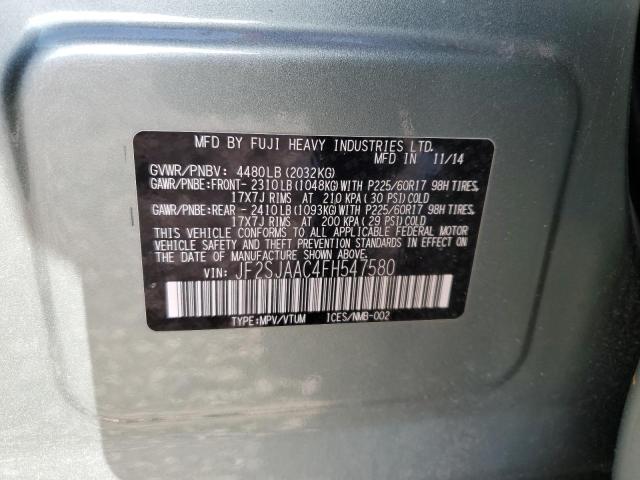 MFD BY FUJI HEAVY INDUSTRIES LTD.
MFD IN 11/14
GVWR/PNBV: 4480LB (2032KG)
GAWR/PNBE:FRONT- 2310LB (1048KG)WITH P225/60R17 98H TIRES,
17X7J RIMS AT 210 KPA (30 PSI)COLD
GAWR/PNBE:REAR - 2410LB (1093KG)WITH P225/60R17 98H TIRES,
17X7J RIMS AT 200 KPA (29 PSI)COLD
THIS VEHICLE CONFORMS TO ALL APPLICABLE FEDERAL MOTOR
VEHICLE SAFETY AND THEFT PREVENTION STANDARDS IN EFFECT
ON THE DATE OF MANUFACTURE SHOWN ABOVE.
VIN: JF2SJAAC4FH547580
TYPE:MPV/VTUM ICES/NMB-002